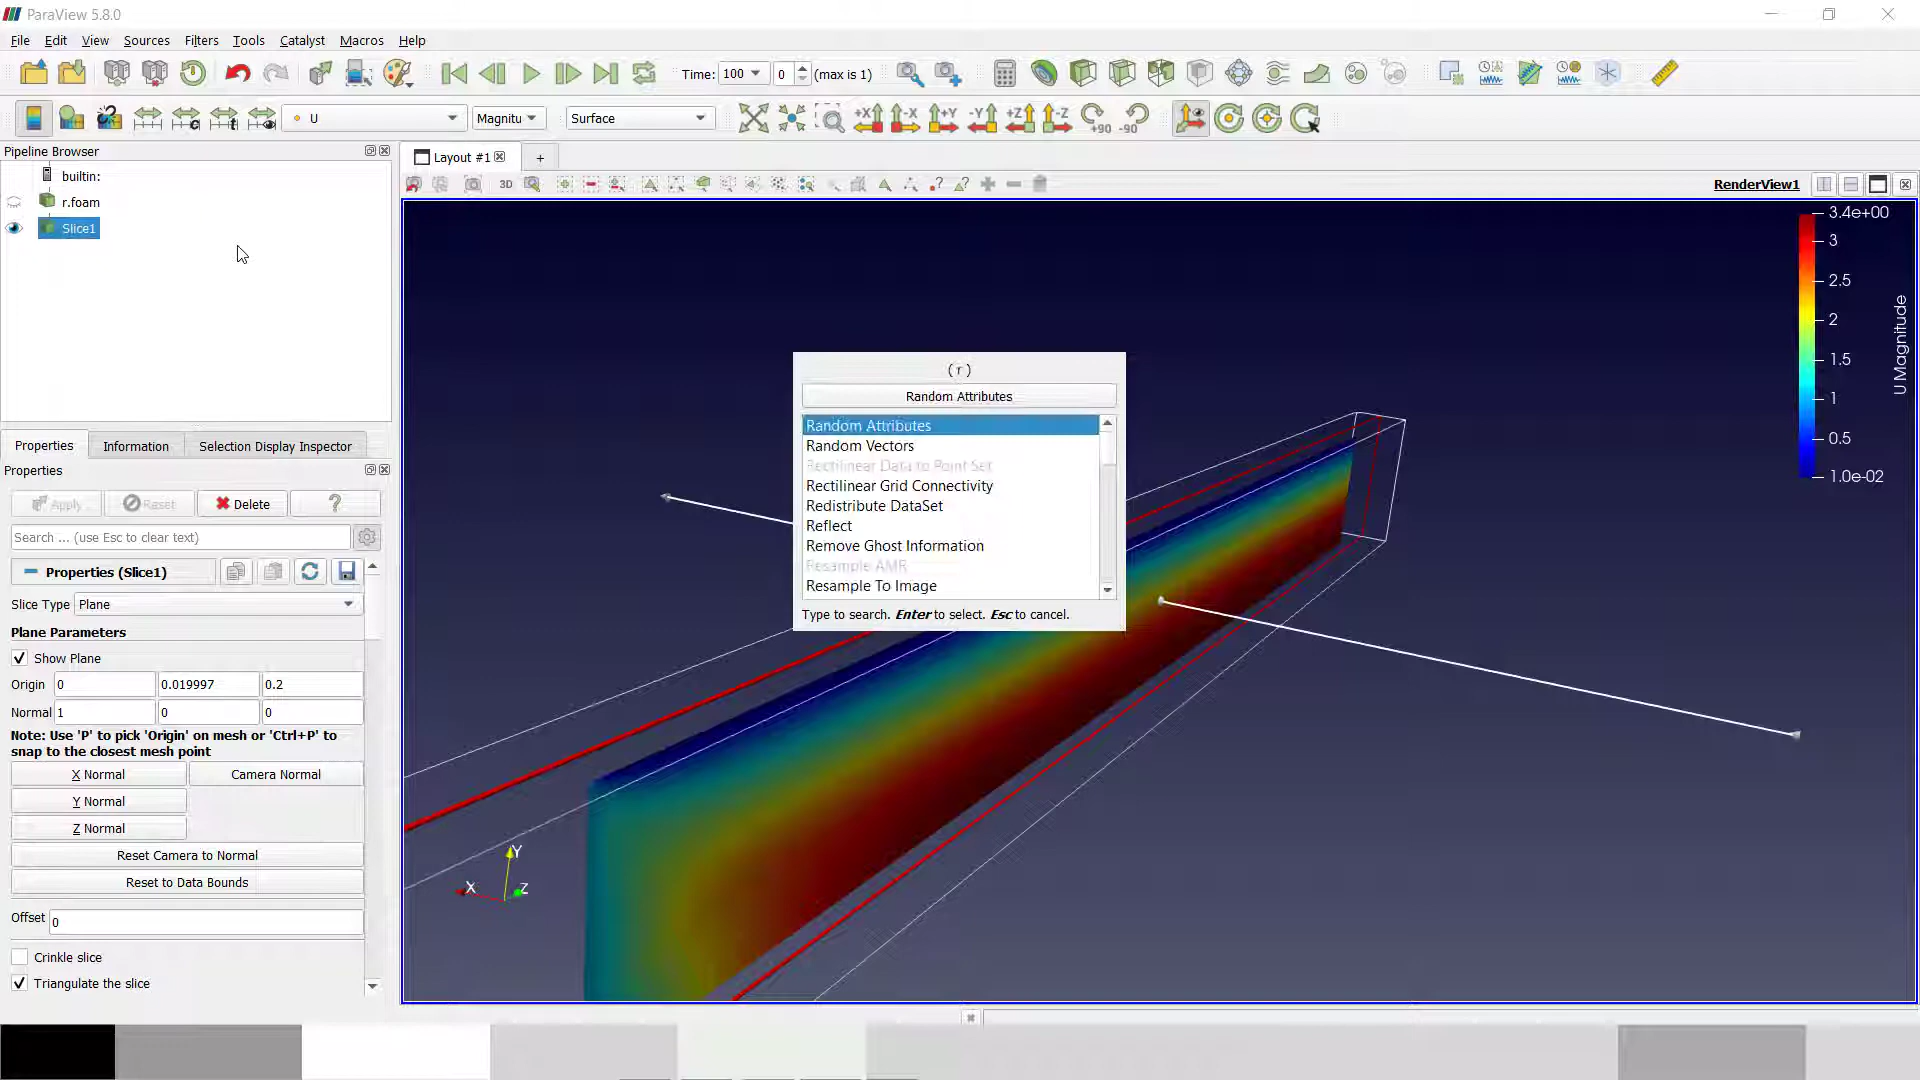 ParaView 5.8.0
File Edit View Sources Filters Tools Catalyst Macros Help
Time: 100 0 (max is 1)
U Magnitu Surface +X -X +Y -Y +Z -Z +90 -90
Pipeline Browser
builtin:
r.foam
Slice1
Properties Information Selection Display Inspector
Properties
Apply Reset Delete ?
Search ... (use Esc to clear text)
Properties (Slice1)
Slice Type Plane
Plane Parameters
Show Plane
Origin 0 0.019997 0.2
Normal 1 0 0
Note: Use 'P' to pick 'Origin' on mesh or 'Ctrl+P' to
snap to the closest mesh point
X Normal Camera Normal
Y Normal
Z Normal
Reset Camera to Normal
Reset to Data Bounds
Offset 0
Crinkle slice
Triangulate the slice
Layout #1 +
3D
RenderView1
(r)
Random Attributes
Random Attributes
Random Vectors
Rectilinear Data to Point Set
Rectilinear Grid Connectivity
Redistribute DataSet
Reflect
Remove Ghost Information
Resample AMR
Resample To Image
Type to search. Enter to select. Esc to cancel.
3.4e+00
3
2.5
2
1.5
1
0.5
1.0e-02
U Magnitude
Y
X
Z